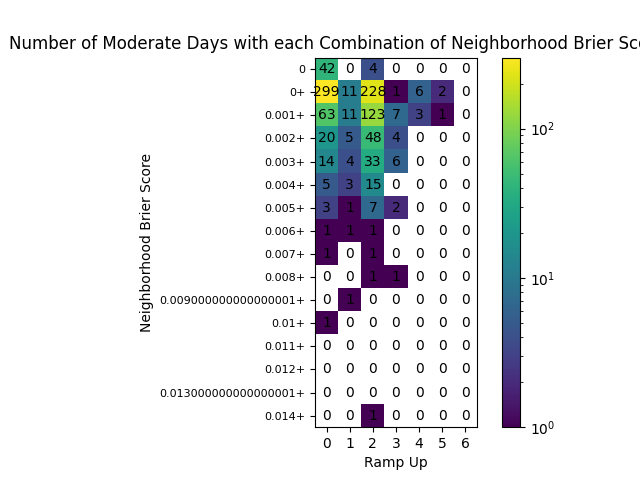 Number of Moderate Days with each Combination of Neighborhood Brier Sco
Neighborhood Brier Score
0 42 0 4 0 0 0 0
0+ 299 11 228 1 6 2 0
0.001+ 63 11 123 7 3 1 0
0.002+ 20 5 48 4 0 0 0
0.003+ 14 4 33 6 0 0 0
0.004+ 5 3 15 0 0 0 0
0.005+ 3 1 7 2 0 0 0
0.006+ 1 1 1 0 0 0 0
0.007+ 1 0 1 0 0 0 0
0.008+ 0 0 1 1 0 0 0
0.009000000000000001+ 0 1 0 0 0 0 0
0.01+ 1 0 0 0 0 0 0
0.011+ 0 0 0 0 0 0 0
0.012+ 0 0 0 0 0 0 0
0.013000000000000001+ 0 0 0 0 0 0 0
0.014+ 0 0 1 0 0 0 0
0 1 2 3 4 5 6
Ramp Up
10²
10¹
10⁰